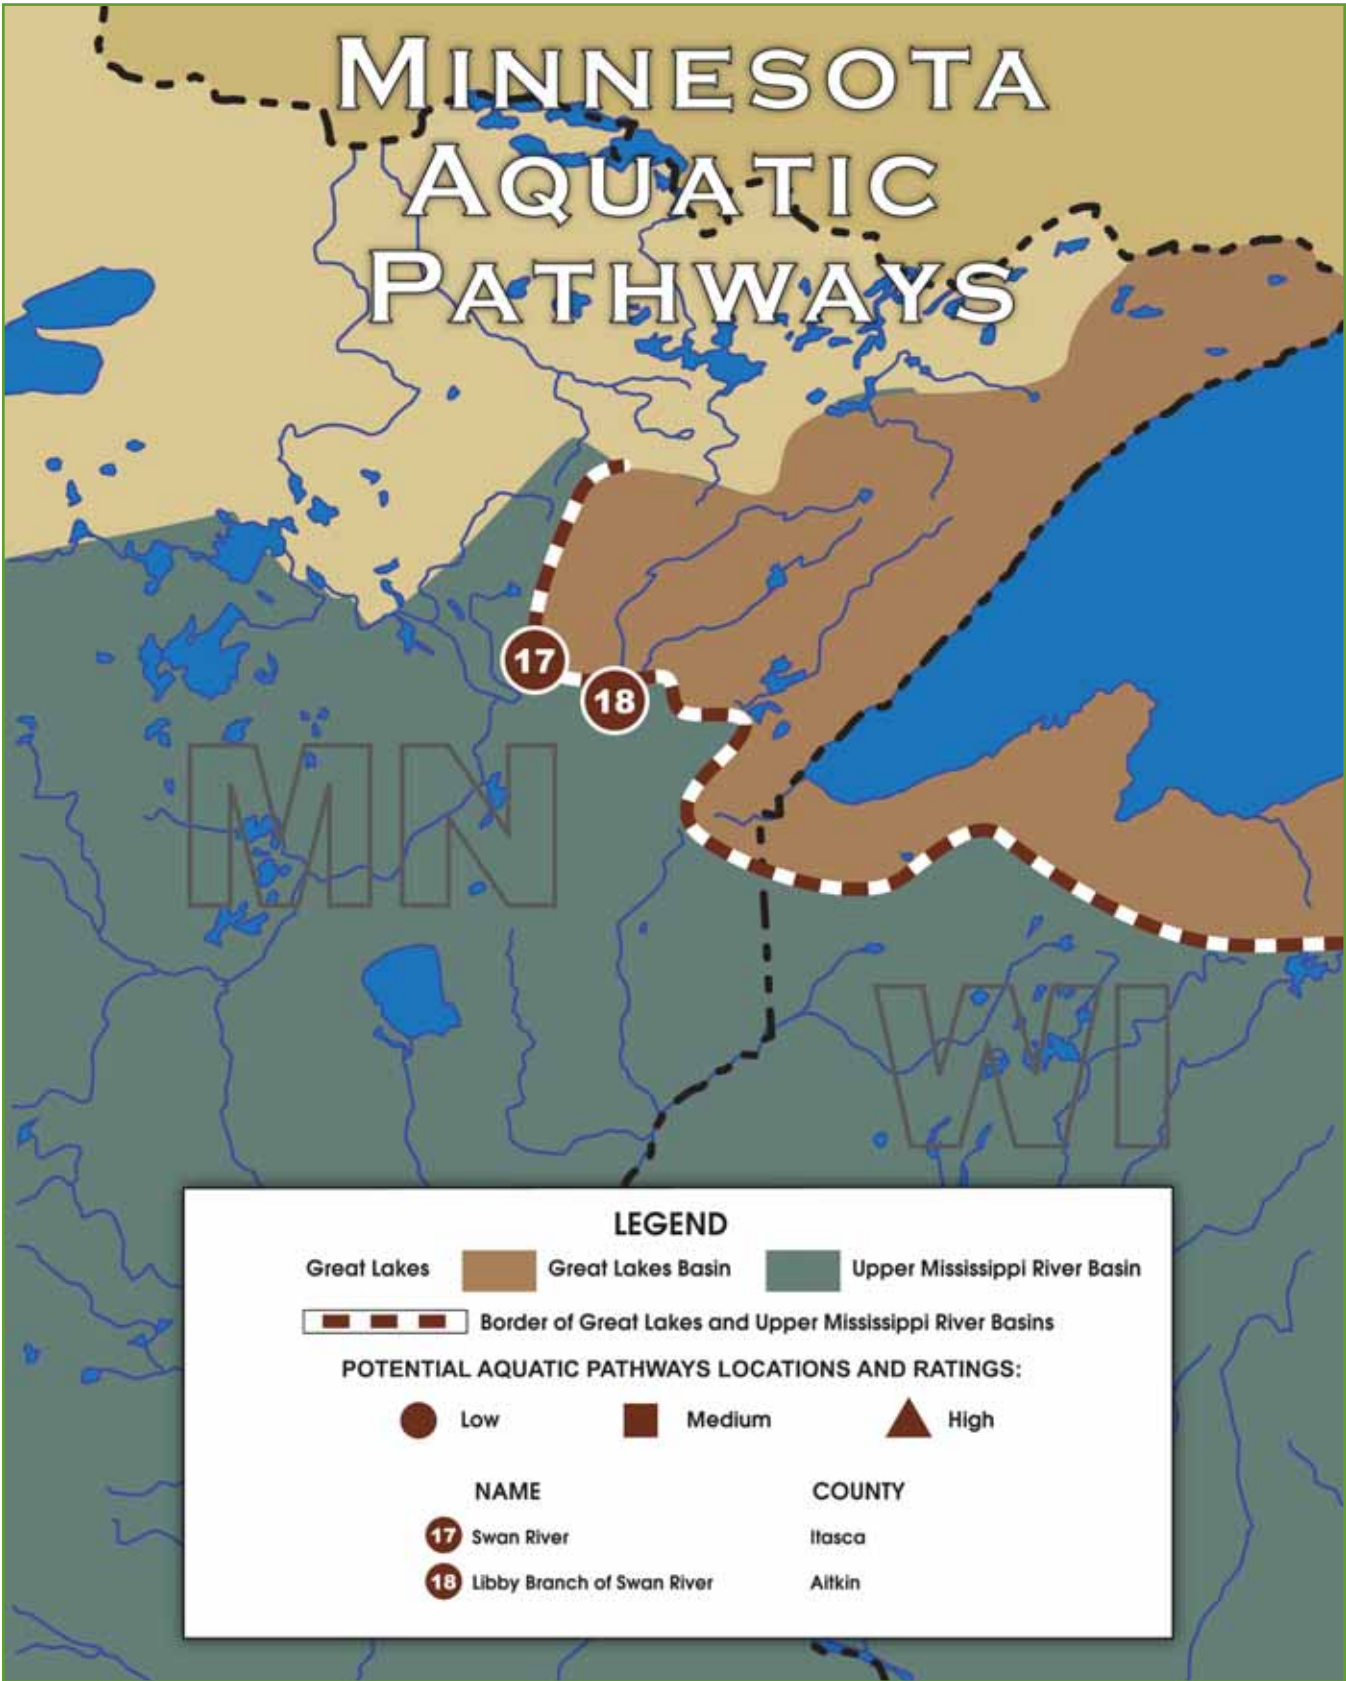 MINNESOTA
AQUATIC
PATHWAYS
17
18
MN
WI
LEGEND
Great Lakes Great Lakes Basin Upper Mississippi River Basin
Border of Great Lakes and Upper Mississippi River Basins
POTENTIAL AQUATIC PATHWAYS LOCATIONS AND RATINGS:
Low Medium High
NAME COUNTY
17 Swan River Itasca
18 Libby Branch of Swan River Aitkin